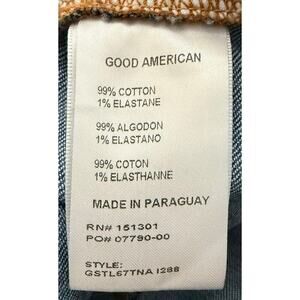 GOOD AMERICAN
99% COTTON
1% ELASTANE
99% ALGODON
1% ELASTANO
99% COTON
1% ELASTHANNE
MADE IN PARAGUAY
RN# 151301
PO# 07790-00
STYLE:
GSTL67TNA I288